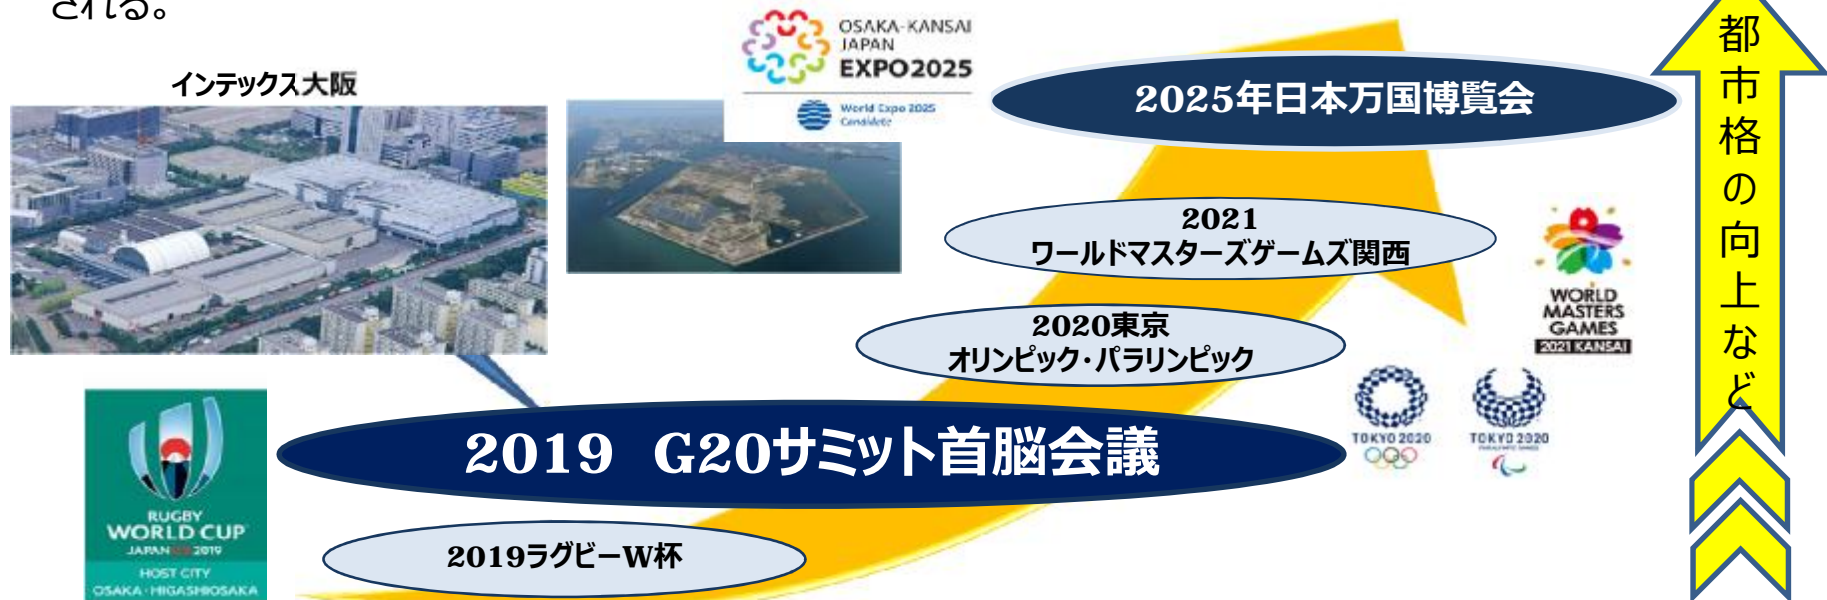 される。
インテックス大阪
OSAKA-KANSAI
JAPAN
EXPO2025
World Expo 2025
Candidate
2025年日本万国博覧会
2021
ワールドマスターズゲームズ関西
WORLD
MASTERS
GAMES
2021 KANSAI
2020東京
オリンピック・パラリンピック
TOKYO 2020
TOKYO 2020
PARALYMPIC GAMES
2019 G20サミット首脳会議
RUGBY
WORLD CUP
JAPAN 2019
HOST CITY
OSAKA・HIGASHIOSAKA
2019ラグビーW杯
都市格の向上など